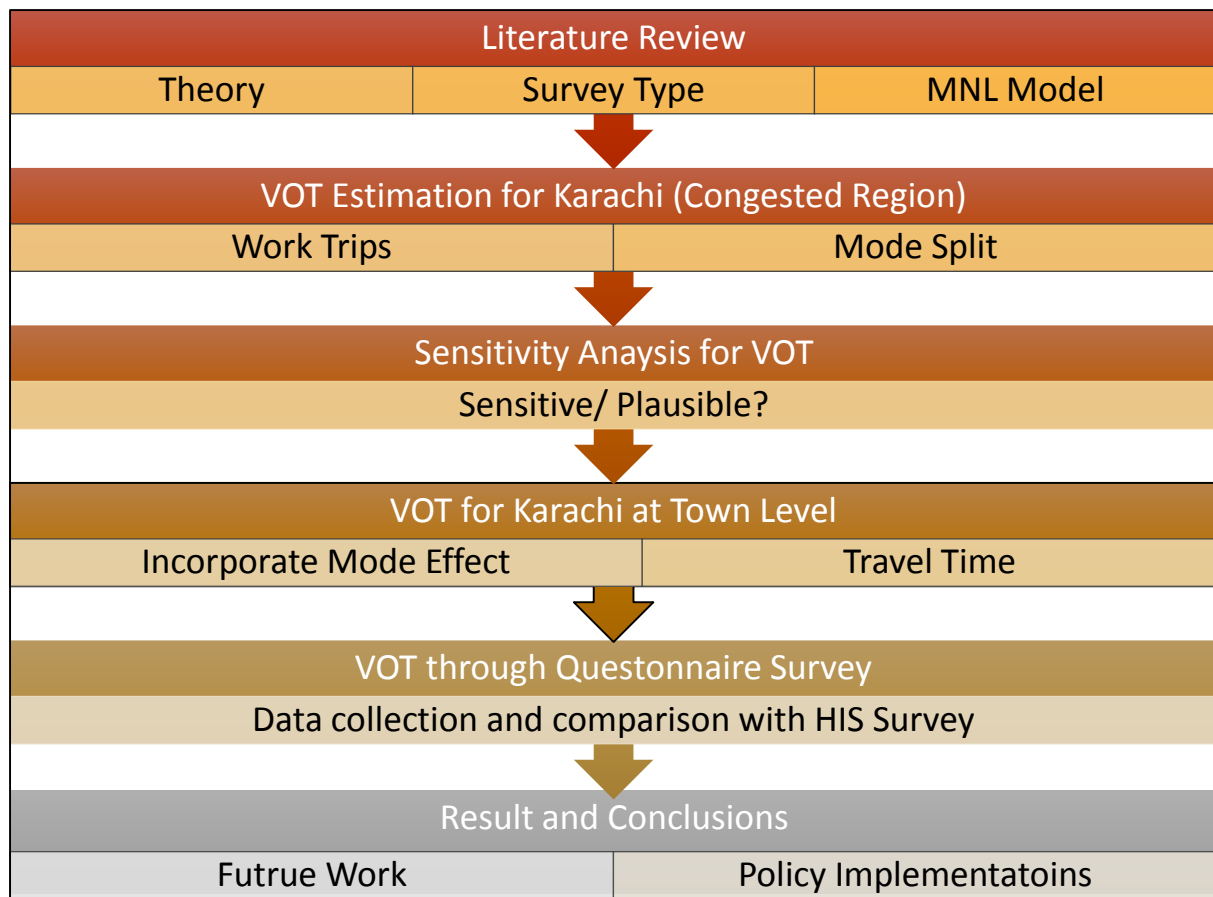 Literature Review
Theory
Survey Type
MNL Model
VOT Estimation for Karachi (Congested Region)
Work Trips
Mode Split
Sensitivity Anaysis for VOT
Sensitive/ Plausible?
VOT for Karachi at Town Level
Incorporate Mode Effect
Travel Time
VOT through Questonnaire Survey
Data collection and comparison with HIS Survey
Result and Conclusions
Futrue Work
Policy Implementatoins